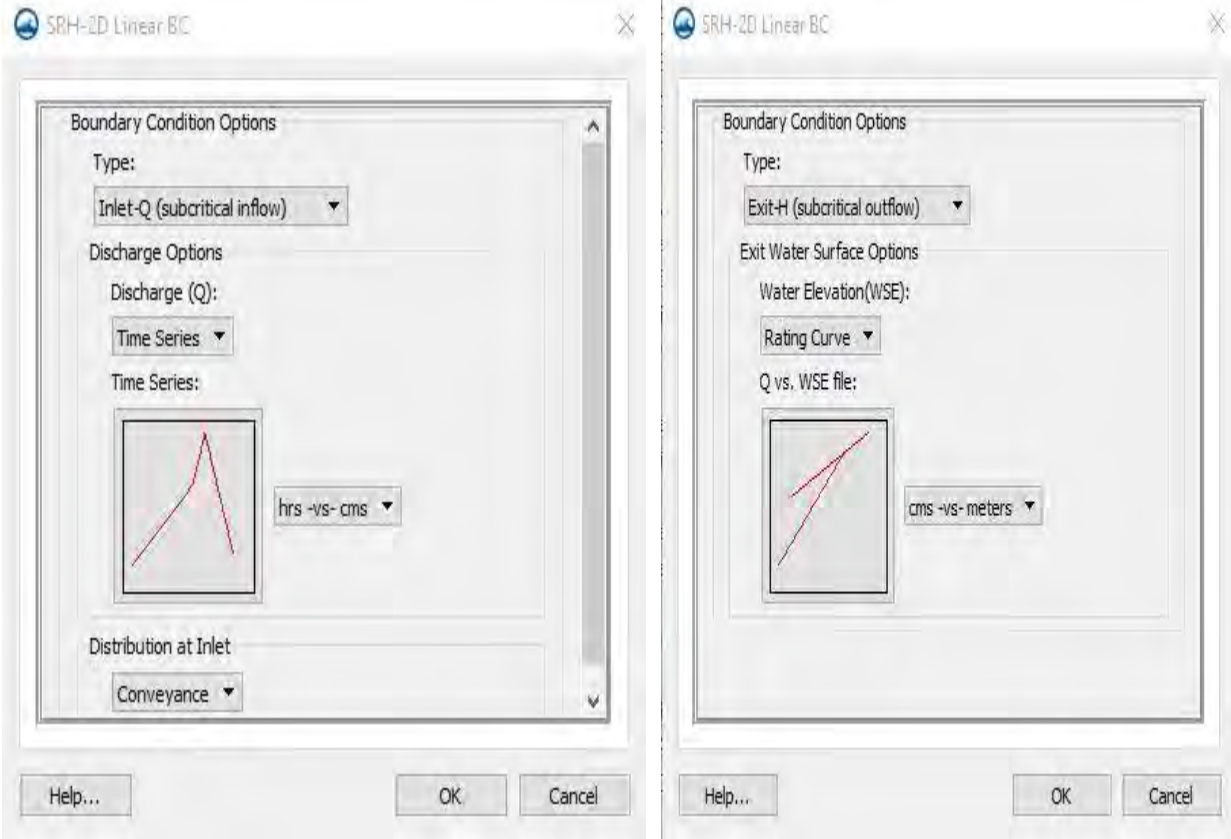 SRH-2D Linear BC
Boundary Condition Options
Type:
Inlet-Q (subcritical inflow)
Discharge Options
Discharge (Q):
Time Series
Time Series:
hrs -vs- cms
Distribution at Inlet
Conveyance
Help...
OK
Cancel
SRH-2D Linear BC
Boundary Condition Options
Type:
Exit-H (subcritical outflow)
Exit Water Surface Options
Water Elevation(WSE):
Rating Curve
Q vs. WSE file:
cms -vs- meters
Help...
OK
Cancel